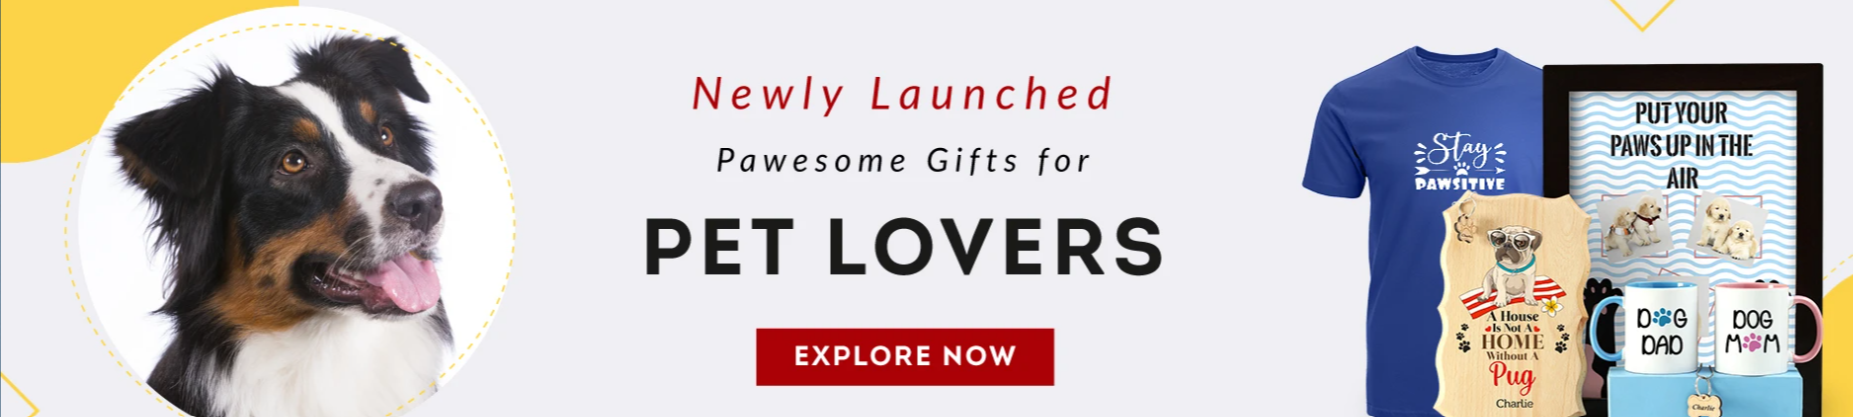 Newly Launched
Pawesome Gifts for
PET LOVERS
EXPLORE NOW
Stay
PAWSITIVE
PUT YOUR
PAWS UP IN THE
AIR
A House
Is Not A
HOME
Without A
Pug
Charlie
DOG
DAD
DOG
MOM
Charlie